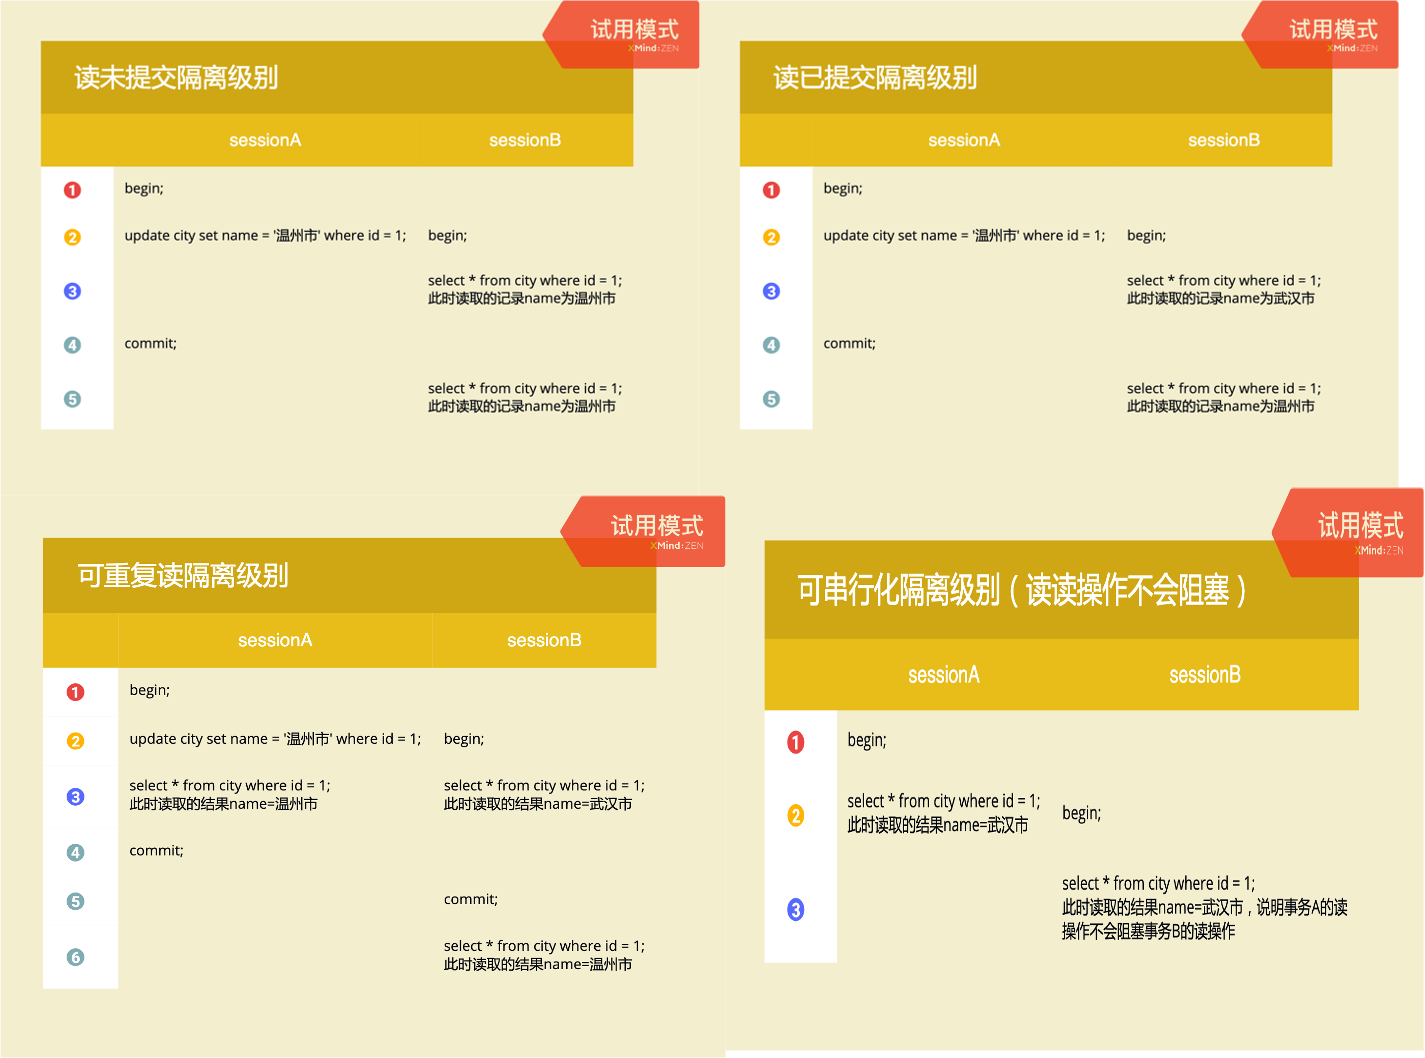 试用模式
XMind:ZEN
读未提交隔离级别
sessionA sessionB
1 begin;
2 update city set name = '温州市' where id = 1; begin;
3 select * from city where id = 1;
此时读取的记录name为温州市
4 commit;
5 select * from city where id = 1;
此时读取的记录name为温州市
试用模式
XMind:ZEN
读已提交隔离级别
sessionA sessionB
1 begin;
2 update city set name = '温州市' where id = 1; begin;
3 select * from city where id = 1;
此时读取的记录name为武汉市
4 commit;
5 select * from city where id = 1;
此时读取的记录name为温州市
试用模式
XMind:ZEN
可重复读隔离级别
sessionA sessionB
1 begin;
2 update city set name = '温州市' where id = 1; begin;
3 select * from city where id = 1; select * from city where id = 1;
此时读取的结果name=温州市 此时读取的结果name=武汉市
4 commit;
5 commit;
6 select * from city where id = 1;
此时读取的结果name=温州市
试用模式
XMind:ZEN
可串行化隔离级别（读读操作不会阻塞）
sessionA sessionB
1 begin;
2 select * from city where id = 1; begin;
此时读取的结果name=武汉市
3 select * from city where id = 1;
此时读取的结果name=武汉市，说明事务A的读
操作不会阻塞事务B的读操作